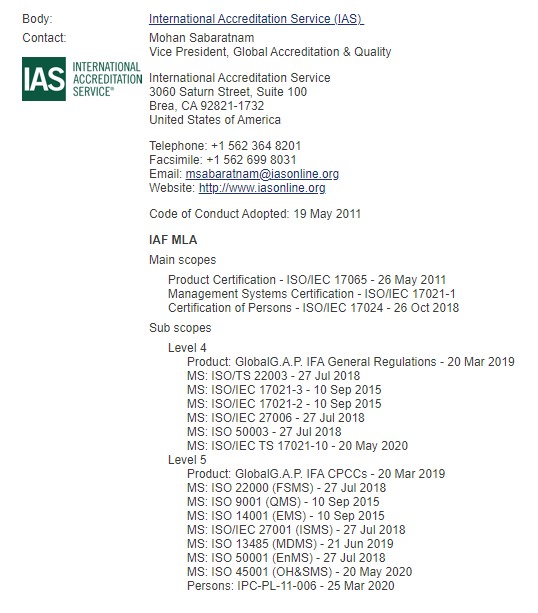 Body: International Accreditation Service (IAS)
Contact: Mohan Sabaratnam
Vice President, Global Accreditation & Quality
IAS INTERNATIONAL
ACCREDITATION
SERVICE®
International Accreditation Service
3060 Saturn Street, Suite 100
Brea, CA 92821-1732
United States of America
Telephone: +1 562 364 8201
Facsimile: +1 562 699 8031
Email: msabaratnam@iasonline.org
Website: http://www.iasonline.org
Code of Conduct Adopted: 19 May 2011
IAF MLA
Main scopes
Product Certification - ISO/IEC 17065 - 26 May 2011
Management Systems Certification - ISO/IEC 17021-1
Certification of Persons - ISO/IEC 17024 - 26 Oct 2018
Sub scopes
Level 4
Product: GlobalG.A.P. IFA General Regulations - 20 Mar 2019
MS: ISO/TS 22003 - 27 Jul 2018
MS: ISO/IEC 17021-3 - 10 Sep 2015
MS: ISO/IEC 17021-2 - 10 Sep 2015
MS: ISO/IEC 27006 - 27 Jul 2018
MS: ISO 50003 - 27 Jul 2018
MS: ISO/IEC TS 17021-10 - 20 May 2020
Level 5
Product: GlobalG.A.P. IFA CPCCs - 20 Mar 2019
MS: ISO 22000 (FSMS) - 27 Jul 2018
MS: ISO 9001 (QMS) - 10 Sep 2015
MS: ISO 14001 (EMS) - 10 Sep 2015
MS: ISO/IEC 27001 (ISMS) - 27 Jul 2018
MS: ISO 13485 (MDMS) - 21 Jun 2019
MS: ISO 50001 (EnMS) - 27 Jul 2018
MS: ISO 45001 (OH&SMS) - 20 May 2020
Persons: IPC-PL-11-006 - 25 Mar 2020